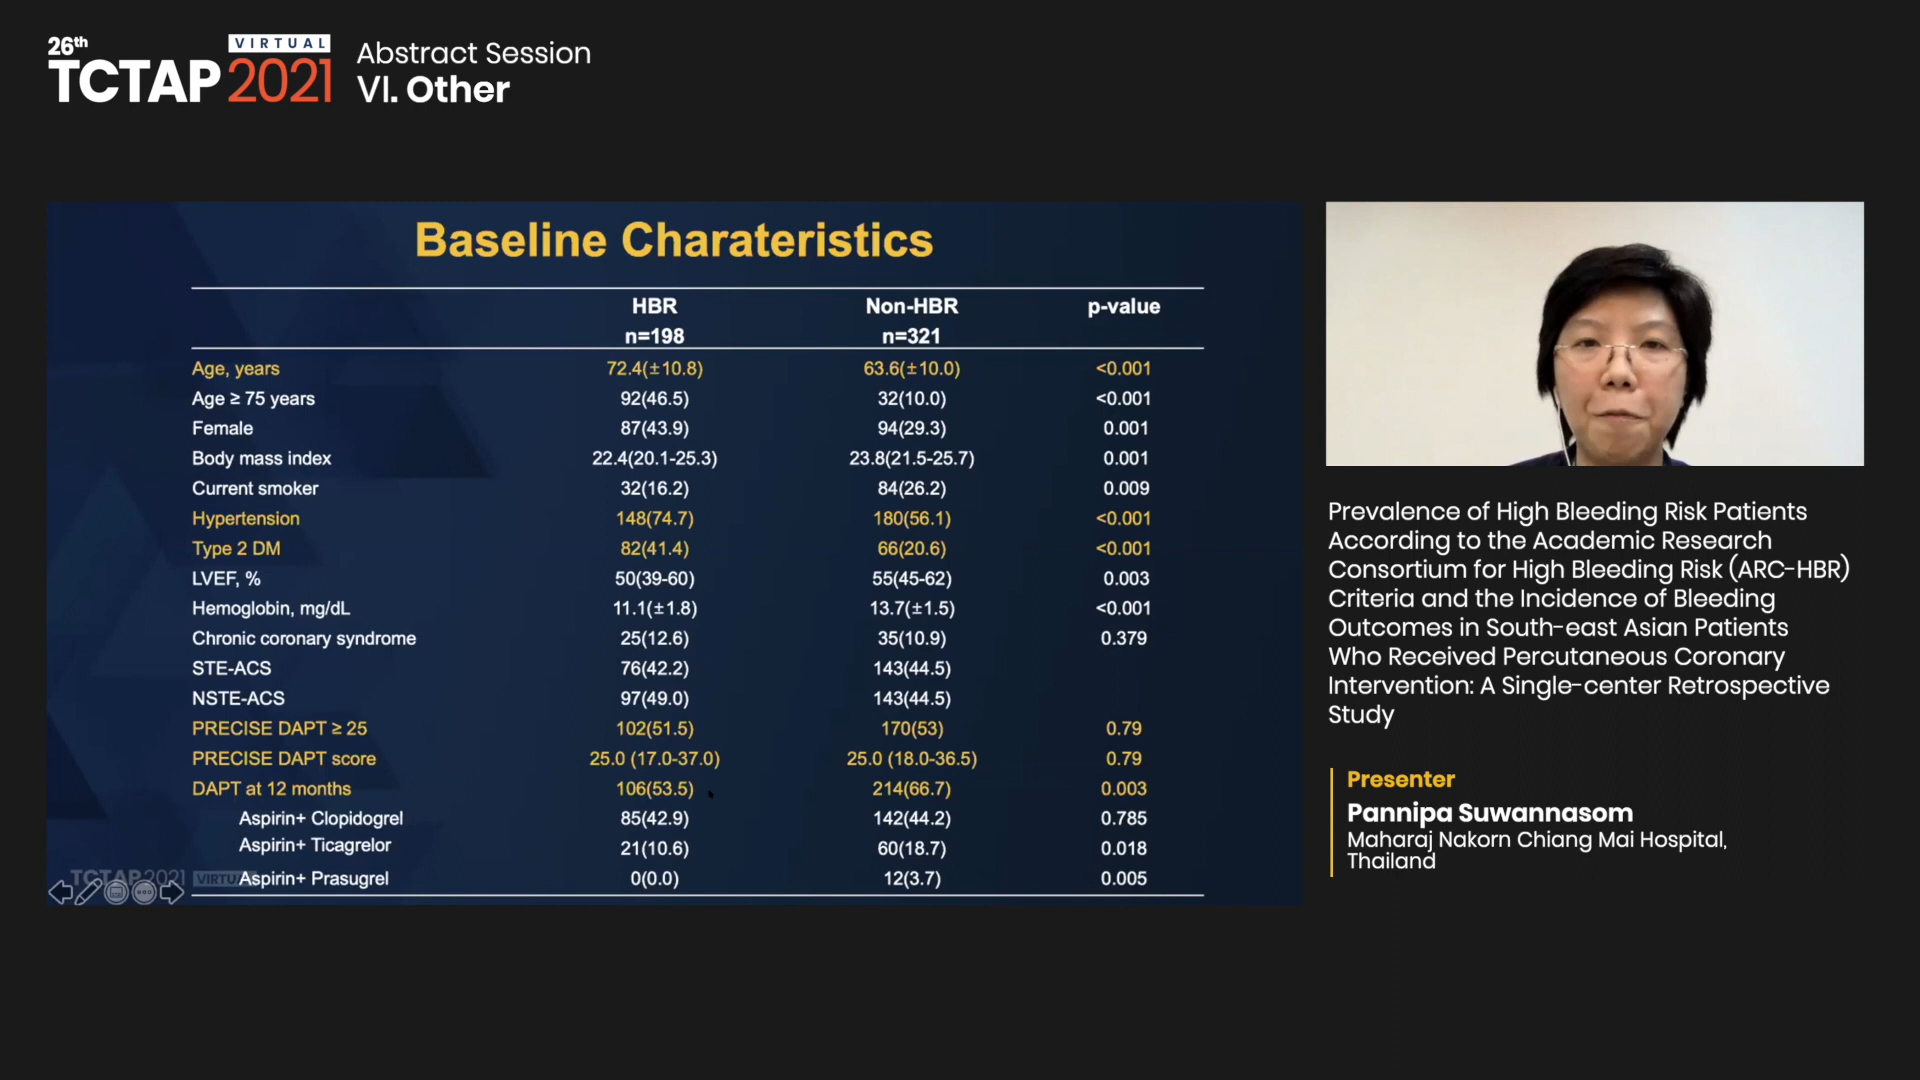 26th
VIRTUAL
TCTAP 2021
Abstract Session
VI. Other
Baseline Charateristics
HBR Non-HBR p-value
n=198 n=321
Age, years 72.4(±10.8) 63.6(±10.0) <0.001
Age ≥ 75 years 92(46.5) 32(10.0) <0.001
Female 87(43.9) 94(29.3) 0.001
Body mass index 22.4(20.1-25.3) 23.8(21.5-25.7) 0.001
Current smoker 32(16.2) 84(26.2) 0.009
Hypertension 148(74.7) 180(56.1) <0.001
Type 2 DM 82(41.4) 66(20.6) <0.001
LVEF, % 50(39-60) 55(45-62) 0.003
Hemoglobin, mg/dL 11.1(±1.8) 13.7(±1.5) <0.001
Chronic coronary syndrome 25(12.6) 35(10.9) 0.379
STE-ACS 76(42.2) 143(44.5)
NSTE-ACS 97(49.0) 143(44.5)
PRECISE DAPT ≥ 25 102(51.5) 170(53) 0.79
PRECISE DAPT score 25.0 (17.0-37.0) 25.0 (18.0-36.5) 0.79
DAPT at 12 months 106(53.5) 214(66.7) 0.003
Aspirin+ Clopidogrel 85(42.9) 142(44.2) 0.785
Aspirin+ Ticagrelor 21(10.6) 60(18.7) 0.018
Aspirin+ Prasugrel 0(0.0) 12(3.7) 0.005
TCTAP 2021 VIRTUAL
Prevalence of High Bleeding Risk Patients
According to the Academic Research
Consortium for High Bleeding Risk (ARC-HBR)
Criteria and the Incidence of Bleeding
Outcomes in South-east Asian Patients
Who Received Percutaneous Coronary
Intervention: A Single-center Retrospective
Study
Presenter
Pannipa Suwannasom
Maharaj Nakorn Chiang Mai Hospital,
Thailand